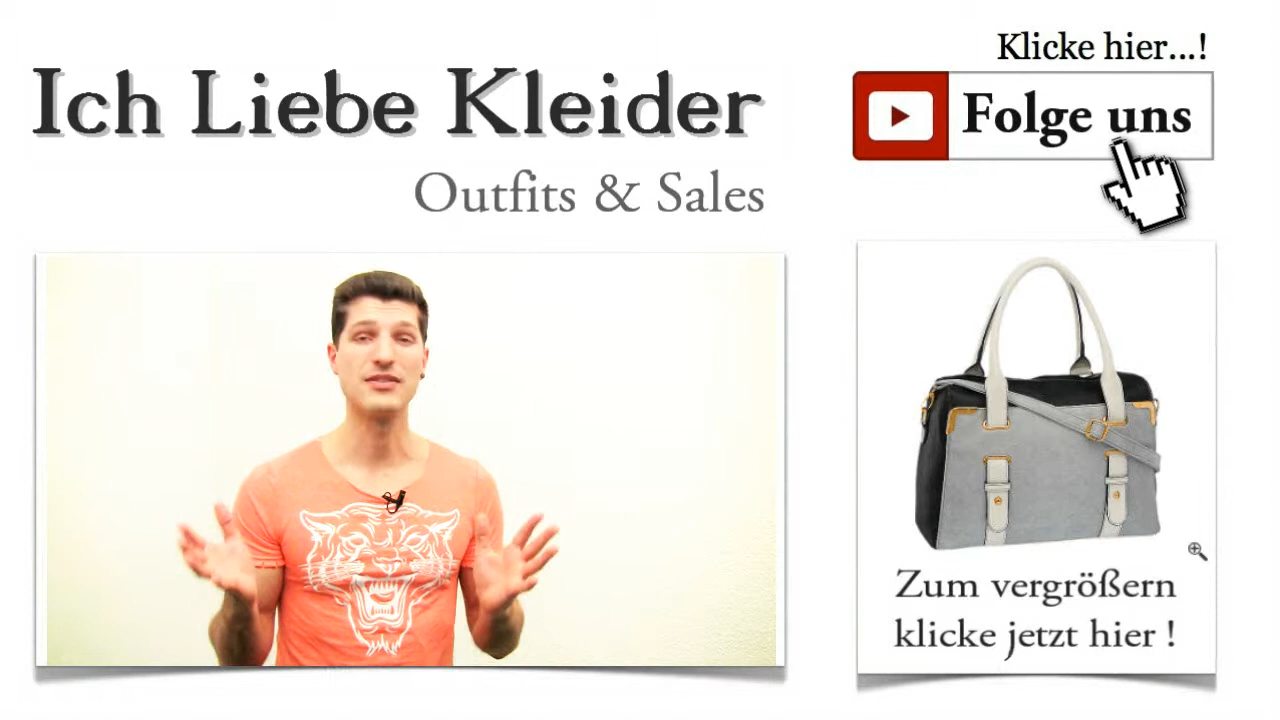 Ich Liebe Kleider
Outfits & Sales
Klicke hier...!
Folge uns
Zum vergrößern
klicke jetzt hier !